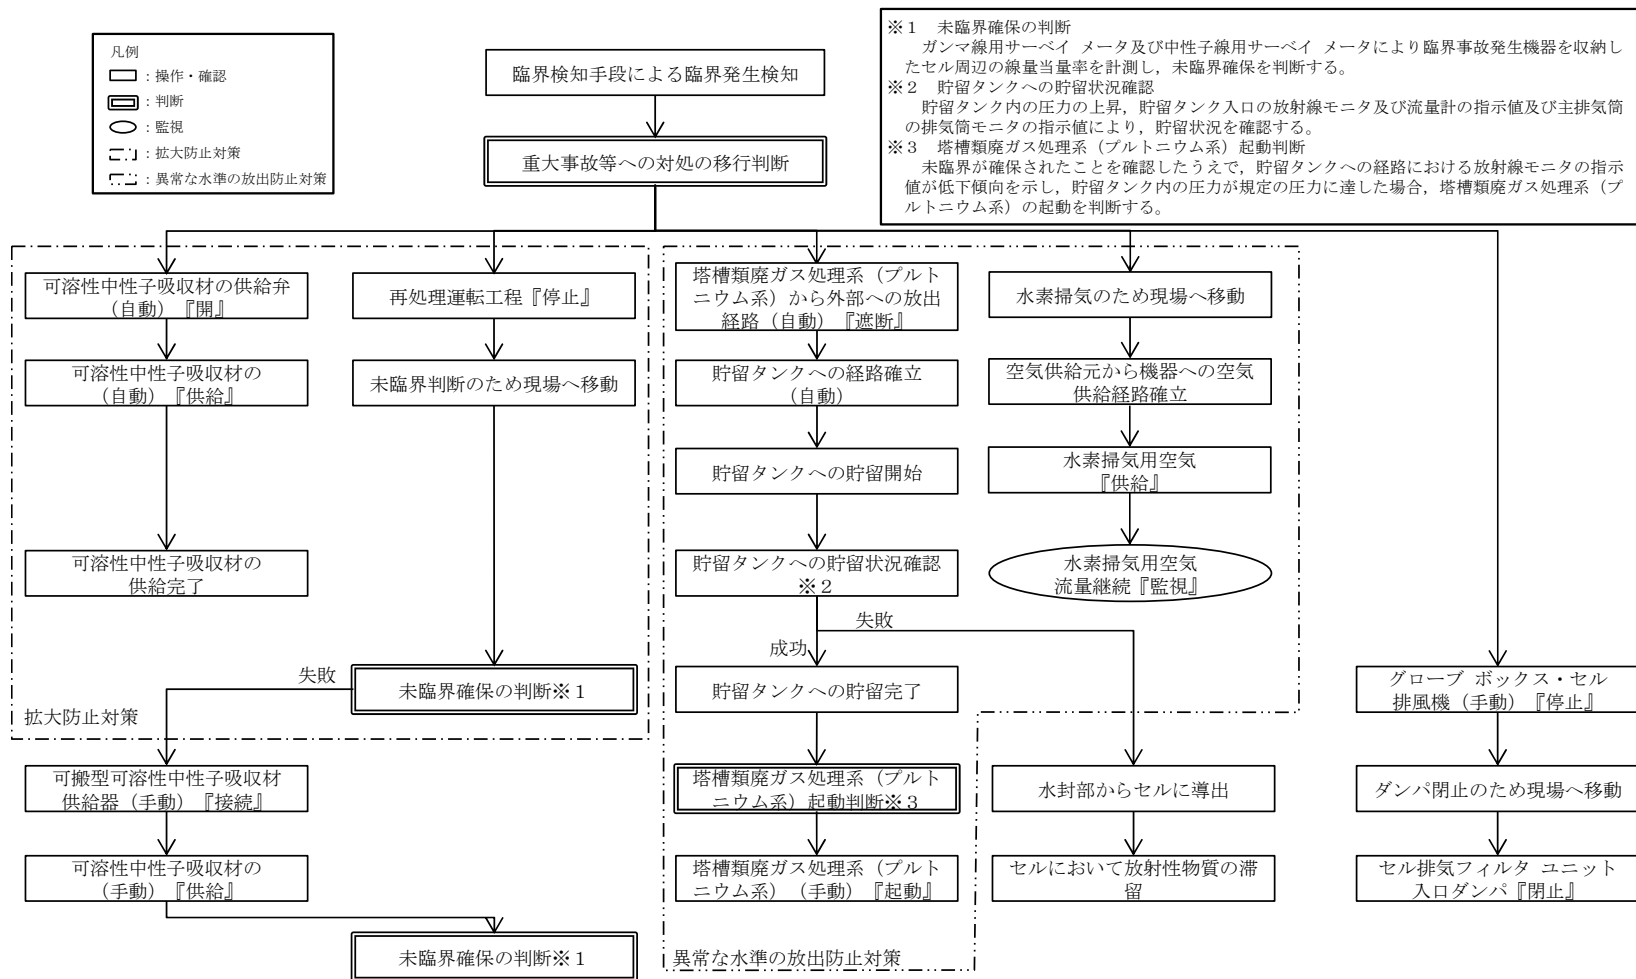 凡例
：操作・確認
：判断
：監視
：拡大防止対策
：異常な水準の放出防止対策
※１　未臨界確保の判断
ガンマ線用サーベイ メータ及び中性子線用サーベイ メータにより臨界事故発生機器を収納し
たセル周辺の線量当量率を計測し，未臨界確保を判断する。
※２　貯留タンクへの貯留状況確認
貯留タンク内の圧力の上昇，貯留タンク入口の放射線モニタ及び流量計の指示値及び主排気筒
の排気筒モニタの指示値により，貯留状況を確認する。
※３　塔槽類廃ガス処理系（プルトニウム系）起動判断
未臨界が確保されたことを確認したうえで，貯留タンクへの経路における放射線モニタの指示
値が低下傾向を示し，貯留タンク内の圧力が規定の圧力に達した場合，塔槽類廃ガス処理系（プ
ルトニウム系）の起動を判断する。
臨界検知手段による臨界発生検知
重大事故等への対処の移行判断
可溶性中性子吸収材の供給弁
（自動）『開』
可溶性中性子吸収材の
（自動）『供給』
可溶性中性子吸収材の
供給完了
再処理運転工程『停止』
未臨界判断のため現場へ移動
未臨界確保の判断※１
失敗
拡大防止対策
可搬型可溶性中性子吸収材
供給器（手動）『接続』
可溶性中性子吸収材の
（手動）『供給』
未臨界確保の判断※１
塔槽類廃ガス処理系（プルト
ニウム系）から外部への放出
経路（自動）『遮断』
貯留タンクへの経路確立
（自動）
貯留タンクへの貯留開始
貯留タンクへの貯留状況確認
※２
失敗
成功
貯留タンクへの貯留完了
塔槽類廃ガス処理系（プルト
ニウム系）起動判断※３
塔槽類廃ガス処理系（プルト
ニウム系）（手動）『起動』
異常な水準の放出防止対策
水素掃気のため現場へ移動
空気供給元から機器への空気
供給経路確立
水素掃気用空気
『供給』
水素掃気用空気
流量継続『監視』
水封部からセルに導出
セルにおいて放射性物質の滞
留
グローブ ボックス・セル
排風機（手動）『停止』
ダンパ閉止のため現場へ移動
セル排気フィルタ ユニット
入口ダンパ『閉止』